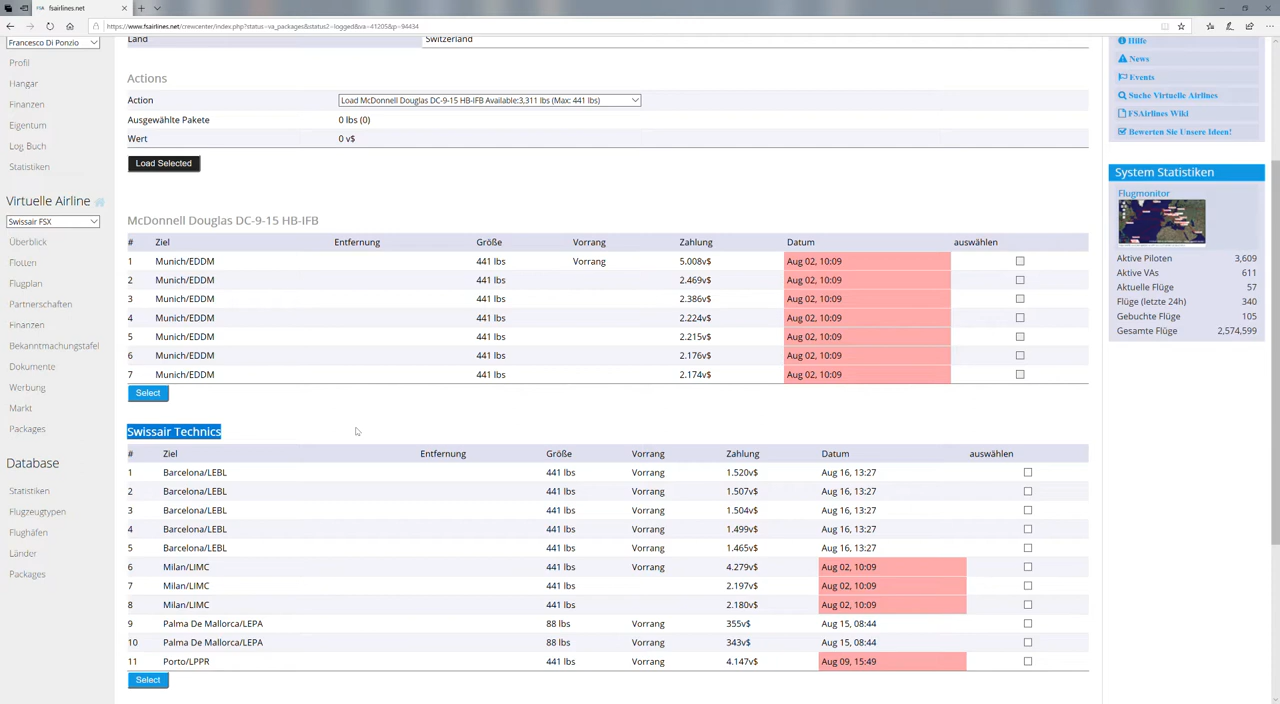 fsairlines.net
https://www.fsairlines.net/crewcenter/index.php?status=va_packages&status2=logged&va=41205&p=94434
Francesco Di Ponzio
Profil
Hangar
Finanzen
Eigentum
Log Buch
Statistiken
Virtuelle Airline
Swissair FSX
Überblick
Flotten
Flugplan
Partnerschaften
Finanzen
Bekanntmachungstafel
Dokumente
Werbung
Markt
Packages
Database
Statistiken
Flugzeugtypen
Flughäfen
Länder
Packages
Land Switzerland
Actions
Action Load McDonnell Douglas DC-9-15 HB-IFB Available:3,311 lbs (Max: 441 lbs)
Ausgewählte Pakete 0 lbs (0)
Wert 0 v$
Load Selected
McDonnell Douglas DC-9-15 HB-IFB
# Ziel Entfernung Größe Vorrang Zahlung Datum auswählen
1 Munich/EDDM 441 lbs Vorrang 5.008v$ Aug 02, 10:09
2 Munich/EDDM 441 lbs 2.469v$ Aug 02, 10:09
3 Munich/EDDM 441 lbs 2.386v$ Aug 02, 10:09
4 Munich/EDDM 441 lbs 2.224v$ Aug 02, 10:09
5 Munich/EDDM 441 lbs 2.215v$ Aug 02, 10:09
6 Munich/EDDM 441 lbs 2.176v$ Aug 02, 10:09
7 Munich/EDDM 441 lbs 2.174v$ Aug 02, 10:09
Select
Swissair Technics
# Ziel Entfernung Größe Vorrang Zahlung Datum auswählen
1 Barcelona/LEBL 441 lbs Vorrang 1.520v$ Aug 16, 13:27
2 Barcelona/LEBL 441 lbs Vorrang 1.507v$ Aug 16, 13:27
3 Barcelona/LEBL 441 lbs Vorrang 1.504v$ Aug 16, 13:27
4 Barcelona/LEBL 441 lbs Vorrang 1.499v$ Aug 16, 13:27
5 Barcelona/LEBL 441 lbs Vorrang 1.465v$ Aug 16, 13:27
6 Milan/LIMC 441 lbs Vorrang 4.279v$ Aug 02, 10:09
7 Milan/LIMC 441 lbs 2.197v$ Aug 02, 10:09
8 Milan/LIMC 441 lbs 2.180v$ Aug 02, 10:09
9 Palma De Mallorca/LEPA 88 lbs Vorrang 355v$ Aug 15, 08:44
10 Palma De Mallorca/LEPA 88 lbs Vorrang 343v$ Aug 15, 08:44
11 Porto/LPPR 441 lbs Vorrang 4.147v$ Aug 09, 15:49
Select
Hilfe
News
Events
Suche Virtuelle Airlines
FSAirlines Wiki
Bewerten Sie Unsere Ideen!
System Statistiken
Flugmonitor
Aktive Piloten 3,609
Aktive VAs 611
Aktuelle Flüge 57
Flüge (letzte 24h) 340
Gebuchte Flüge 105
Gesamte Flüge 2,574,599